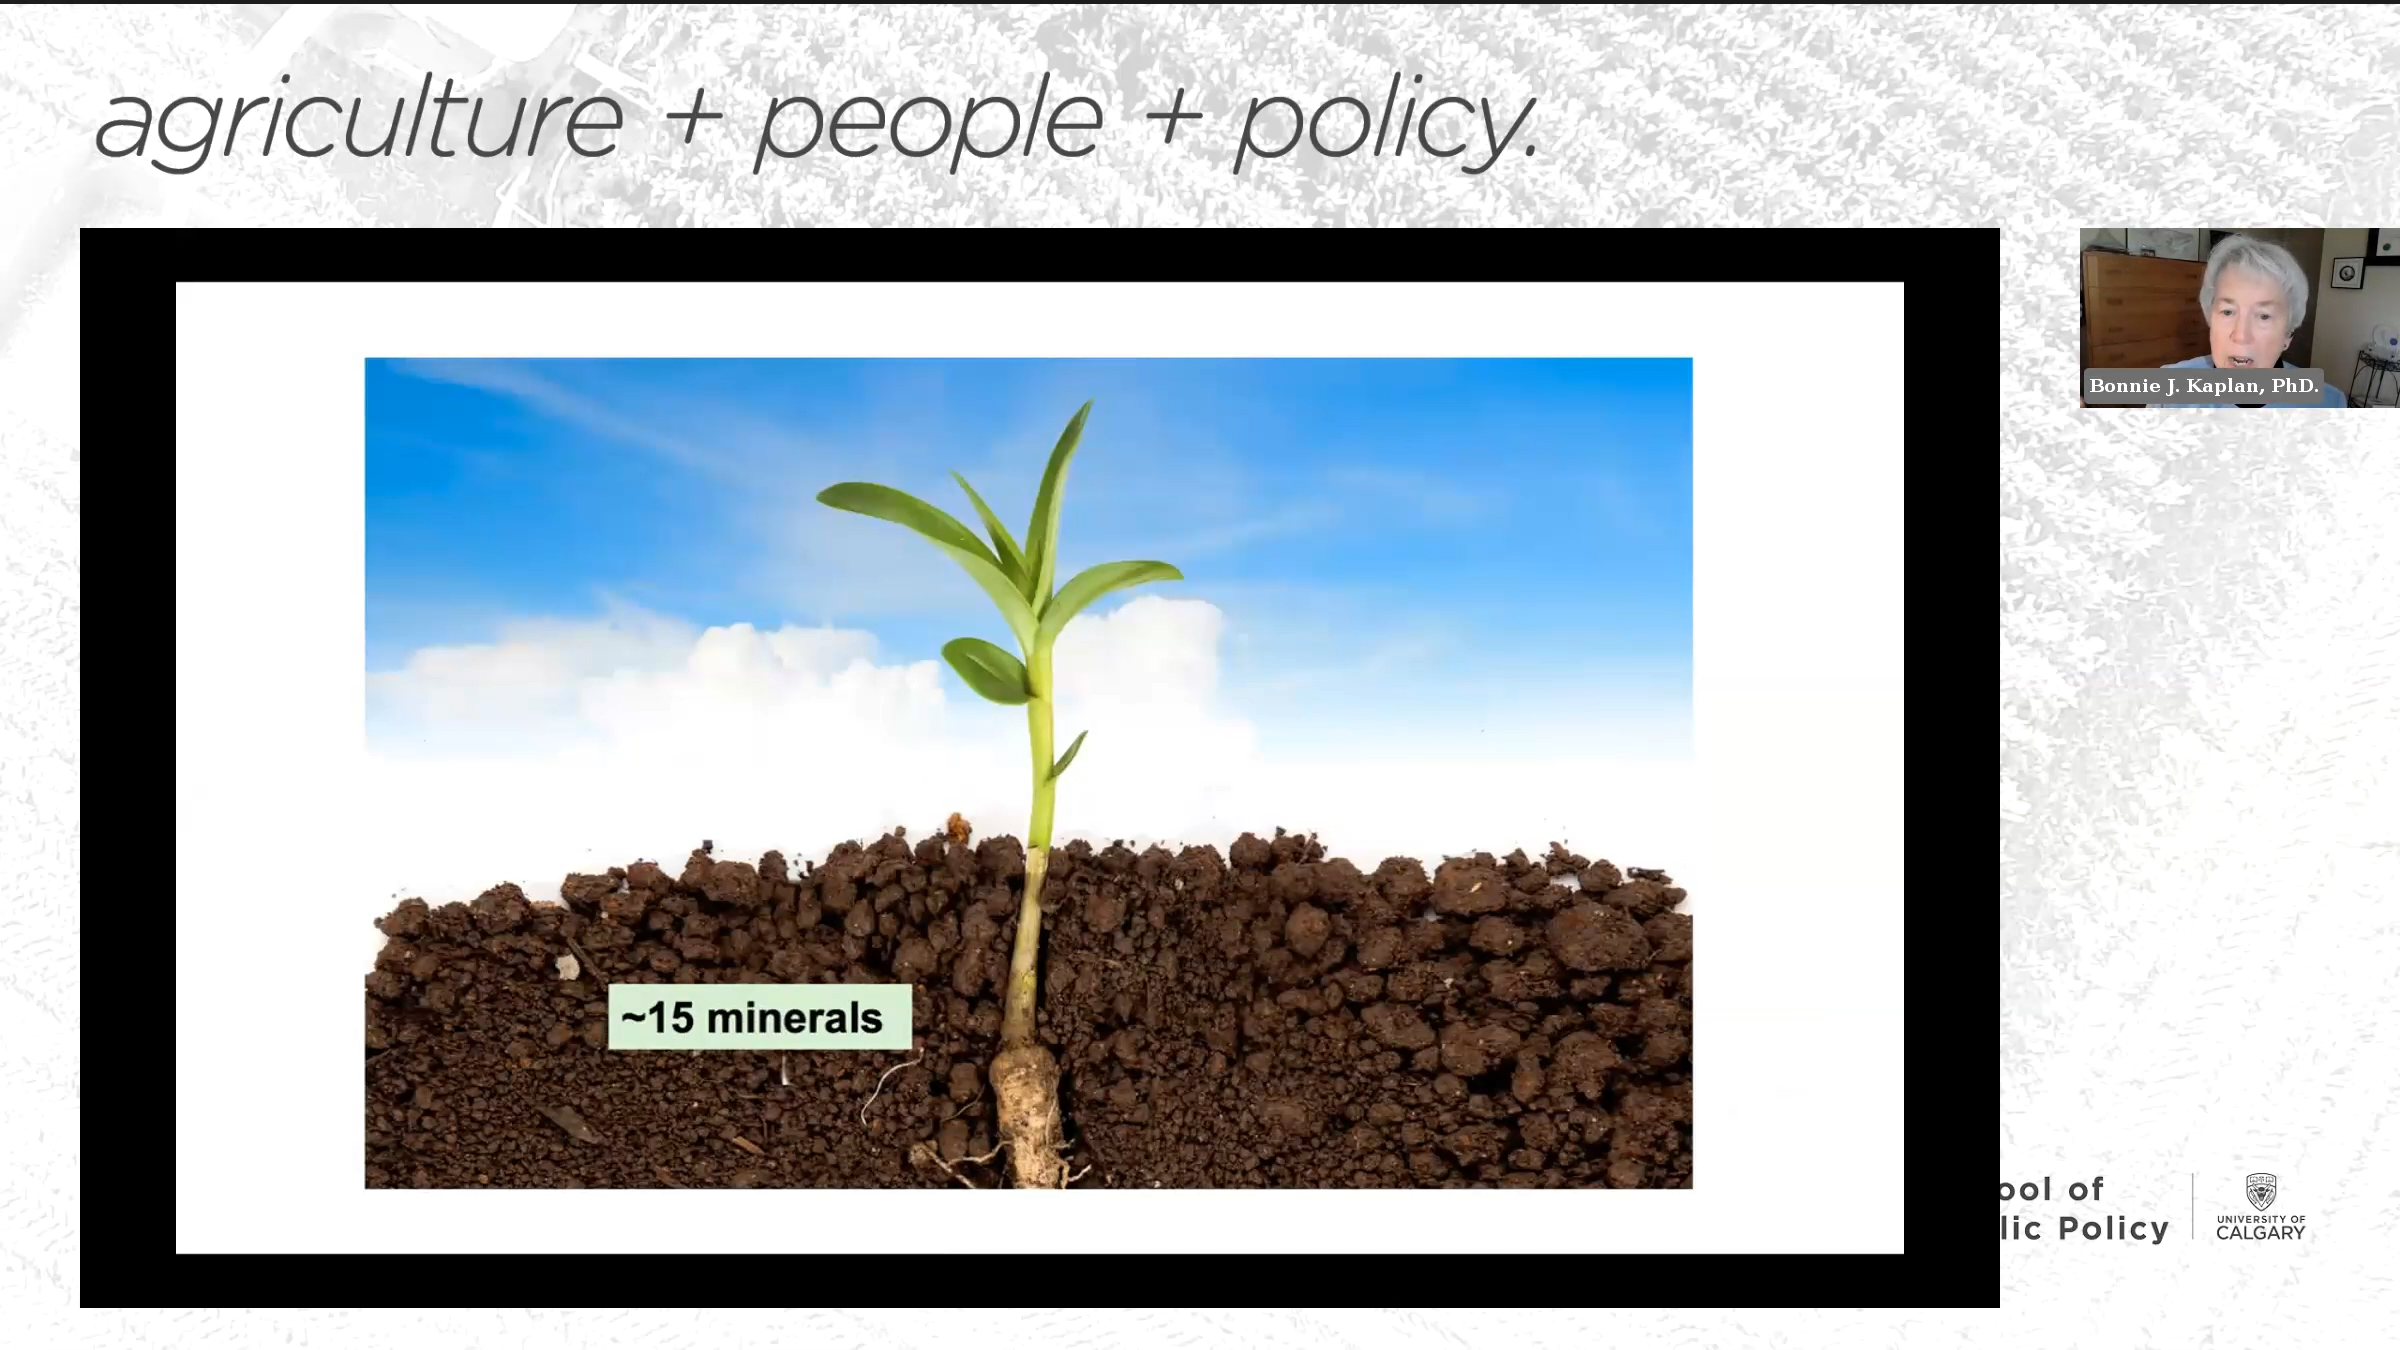 agriculture + people + policy.
Bonnie J. Kaplan, PhD.
~15 minerals
ool of
lic Policy
UNIVERSITY OF
CALGARY